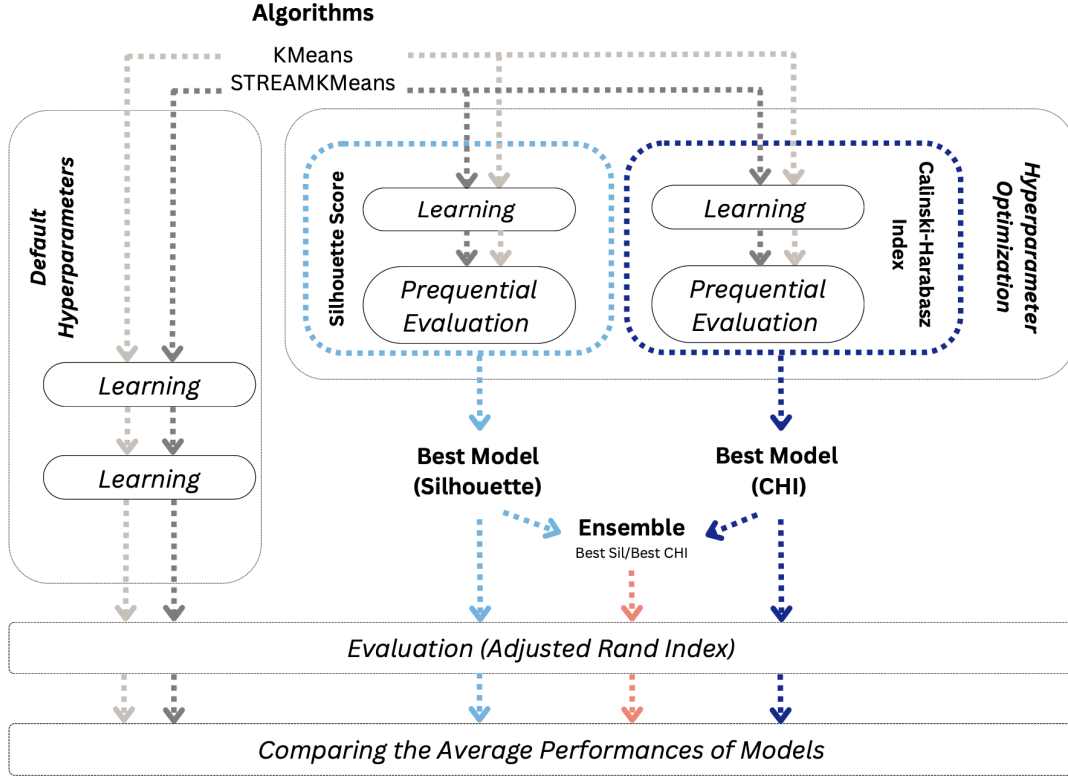 Algorithms
KMeans
STREAMKMeans
Default
Hyperparameters
Learning
Learning
Silhouette Score
Learning
Prequential
Evaluation
Learning
Prequential
Evaluation
Calinski-Harabasz
Index
Hyperparameter
Optimization
Best Model
(Silhouette)
Best Model
(CHI)
Ensemble
Best Sil/Best CHI
Evaluation (Adjusted Rand Index)
Comparing the Average Performances of Models